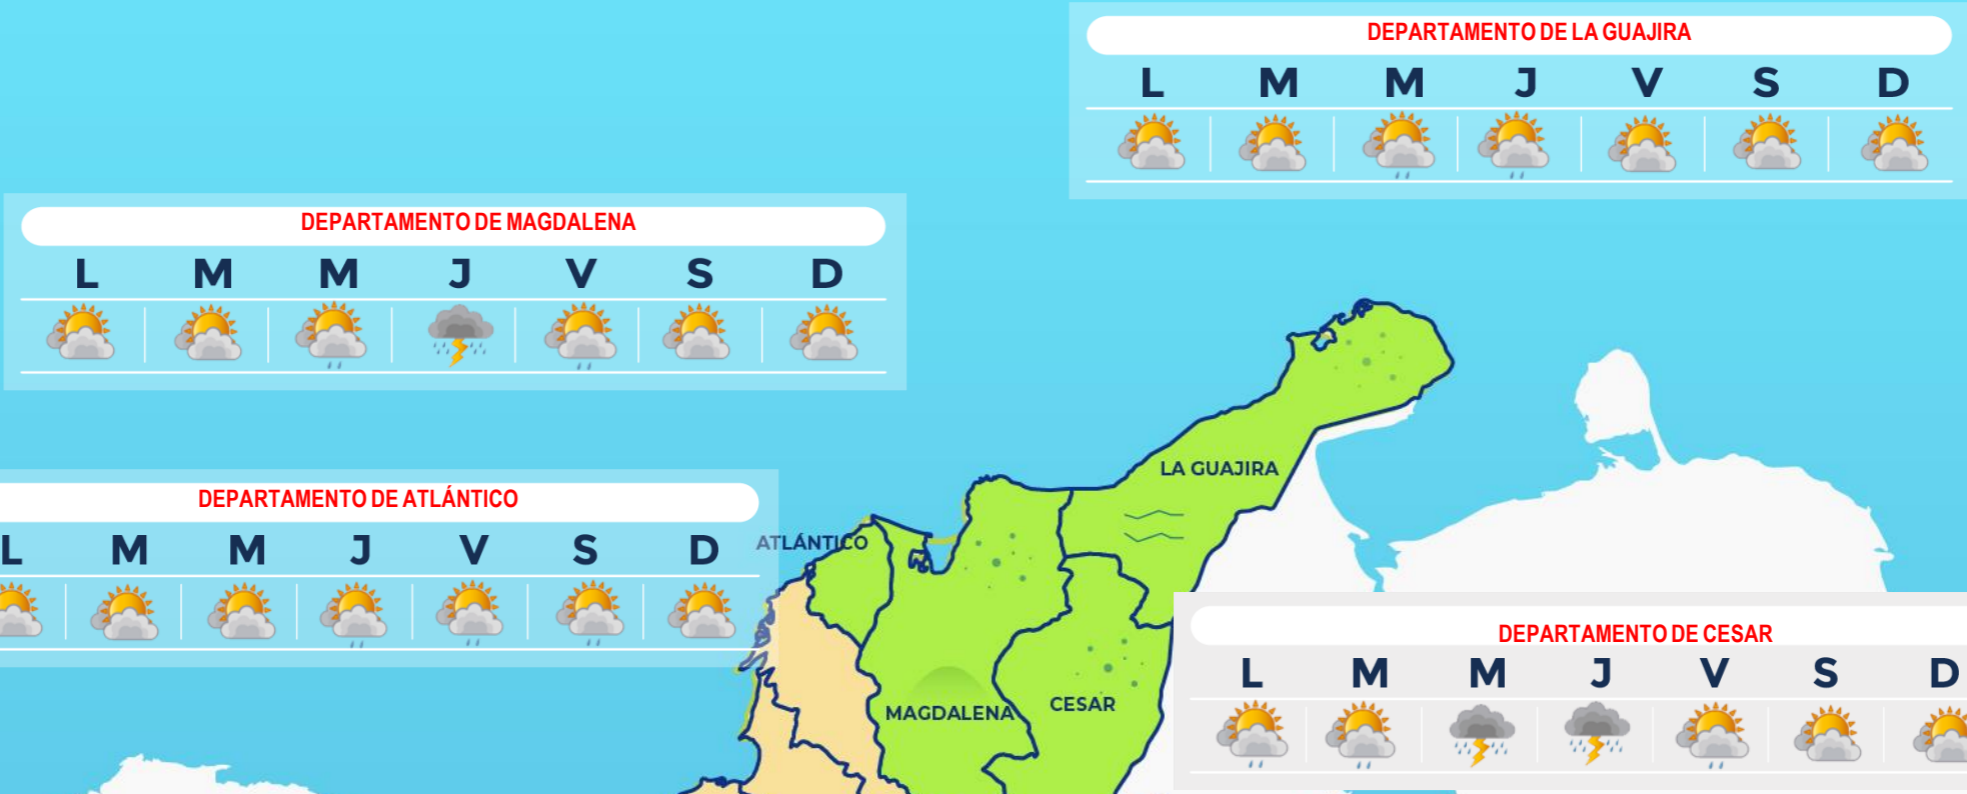 DEPARTAMENTO DE LA GUAJIRA
L M M J V S D
DEPARTAMENTO DE MAGDALENA
L M M J V S D
DEPARTAMENTO DE ATLÁNTICO
L M M J V S D
LA GUAJIRA
ATLÁNTICO
MAGDALENA
CESAR
DEPARTAMENTO DE CESAR
L M M J V S D